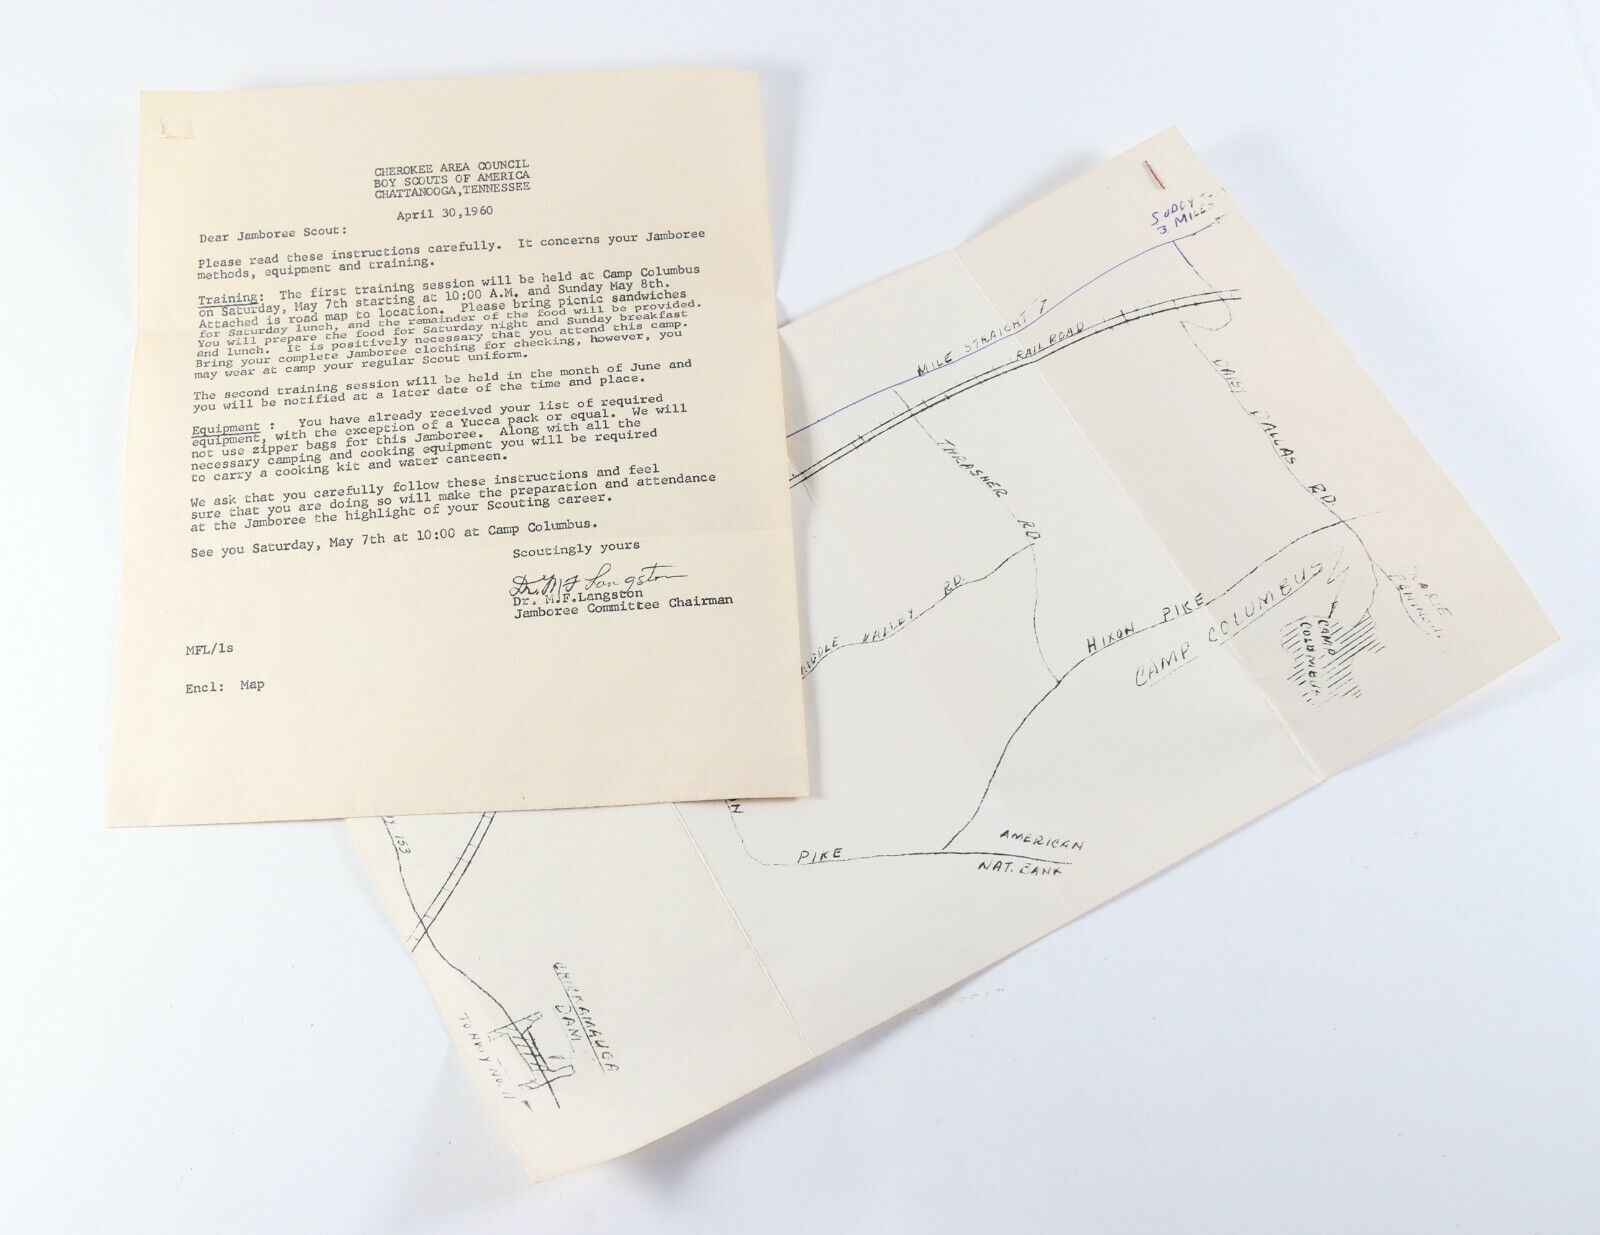 CHEROKEE AREA COUNCIL
BOY SCOUTS OF AMERICA
CHATTANOOGA,TENNESSEE
April 30,1960
Dear Jamboree Scout:
Please read these instructions carefully. It concerns your Jamboree
methods, equipment and training.
Training: The first training session will be held at Camp Columbus
on Saturday, May 7th starting at 10:00 A.M. and Sunday May 8th.
Attached is road map to location. Please bring picnic sandwiches
for Saturday lunch, and the remainder of the food will be provided.
You will prepare the food for Saturday night and Sunday breakfast
and lunch. It is positively necessary that you attend this camp.
Bring your complete Jamboree clothing for checking, however, you
may wear at camp your regular Scout uniform.
The second training session will be held in the month of June and
you will be notified at a later date of the time and place.
Equipment : You have already received your list of required
equipment, with the exception of a Yucca pack or equal. We will
not use zipper bags for this Jamboree. Along with all the
necessary camping and cooking equipment you will be required
to carry a cooking kit and water canteen.
We ask that you carefully follow these instructions and feel
sure that you are doing so will make the preparation and attendance
at the Jamboree the highlight of your Scouting career.
See you Saturday, May 7th at 10:00 at Camp Columbus.
Scoutingly yours
Dr. M F Langston
Dr. M.F.Langston
Jamboree Committee Chairman
MFL/ls
Encl: Map
SODDY
3 MILES
MILE STRAIGHT
RAILROAD
DAISY DALLAS RD.
THRASHER RD
VALLEY RD.
HIXON PIKE
CAMP COLUMBUS
CAMP
COLUMBUS
PIKE
AMERICAN
NAT. BANK
153
CHICKAMAUGA
DAM
TO HWY NO. 11